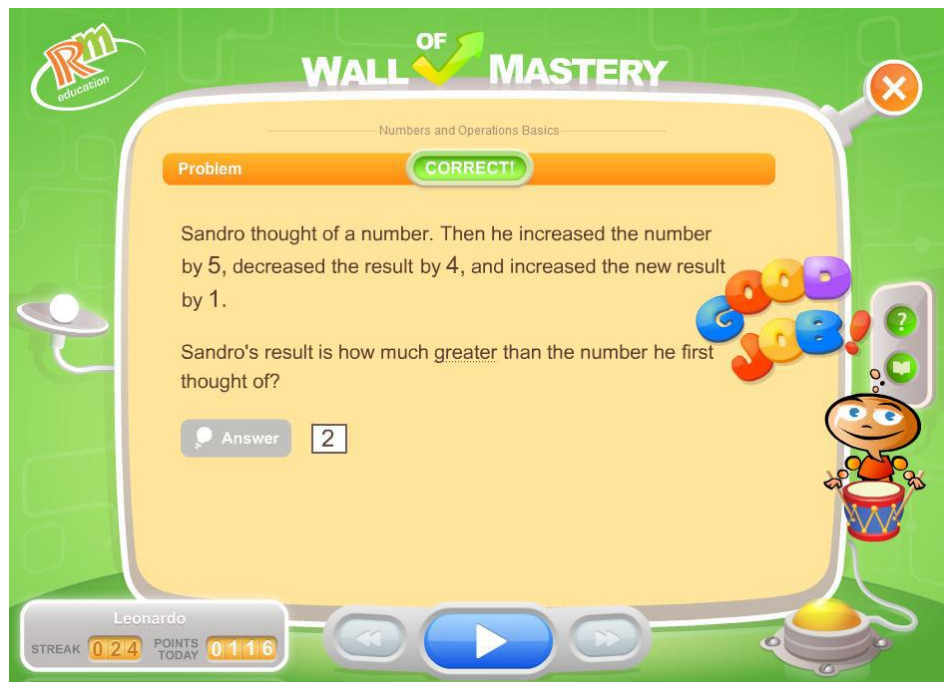 Rm
education
WALL OF MASTERY
Numbers and Operations Basics
Problem
CORRECT!
Sandro thought of a number. Then he increased the number
by 5, decreased the result by 4, and increased the new result
by 1.
GOOD
JOB!
Sandro's result is how much greater than the number he first
thought of?
?
Answer
2
Leonardo
STREAK 024 POINTS TODAY 0116